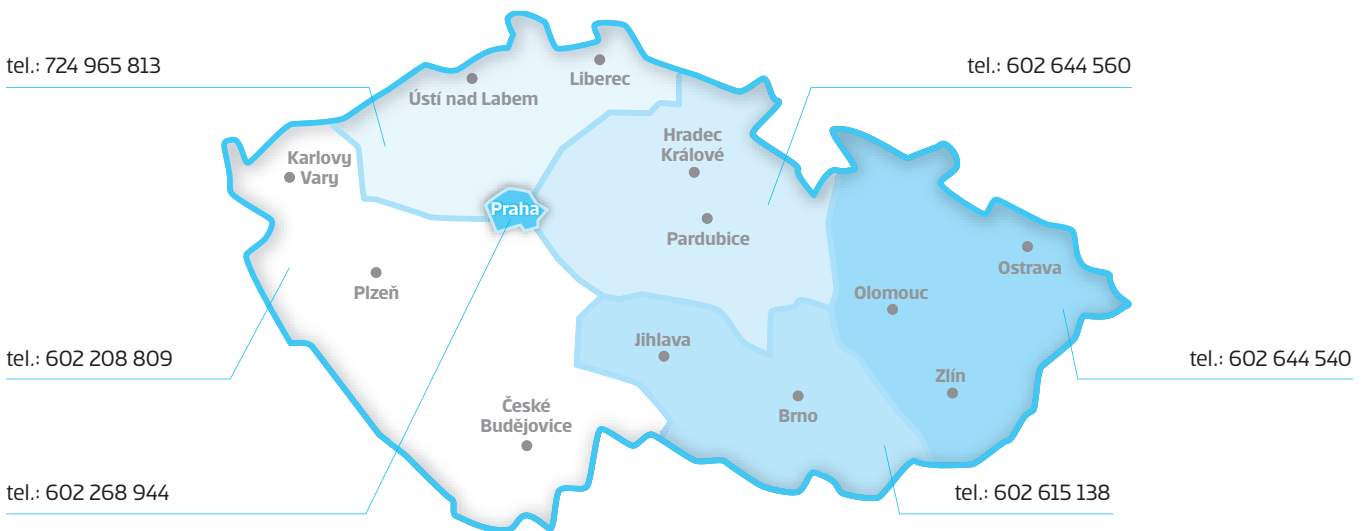 tel.: 724 965 813
tel.: 602 644 560
Liberec
Ústí nad Labem
Hradec
Králové
Karlovy
Vary
Praha
Pardubice
Ostrava
Plzeň
Olomouc
Jihlava
tel.: 602 208 809
tel.: 602 644 540
Zlín
České
Budějovice
Brno
tel.: 602 268 944
tel.: 602 615 138